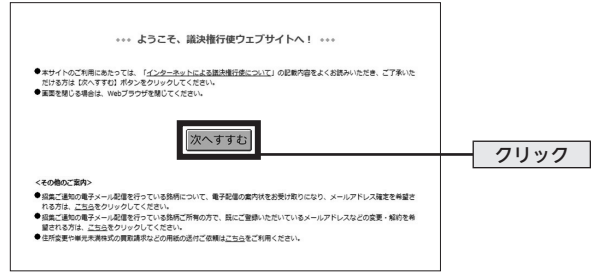 *** ようこそ、議決権行使ウェブサイトへ！ ***
●本サイトのご利用にあたっては、「インターネットによる議決権行使について」の記載内容をよくお読みいただき、ご了承いた
だける方は【次へすすむ】ボタンをクリックしてください。
●画面を閉じる場合は、Webブラウザを閉じてください。
次へすすむ
クリック
<その他のご案内>
●招集ご通知の電子メール配信を行っている銘柄について、電子配信の案内状をお受け取りになり、メールアドレス確定を希望さ
れる方は、こちらをクリックしてください。
●招集ご通知の電子メール配信を行っている銘柄ご所有の方で、既にご登録いただいているメールアドレスなどの変更・解約を希
望される方は、こちらをクリックしてください。
●住所変更や単元未満株式の買取請求などの用紙の送付ご依頼はこちらをご利用ください。